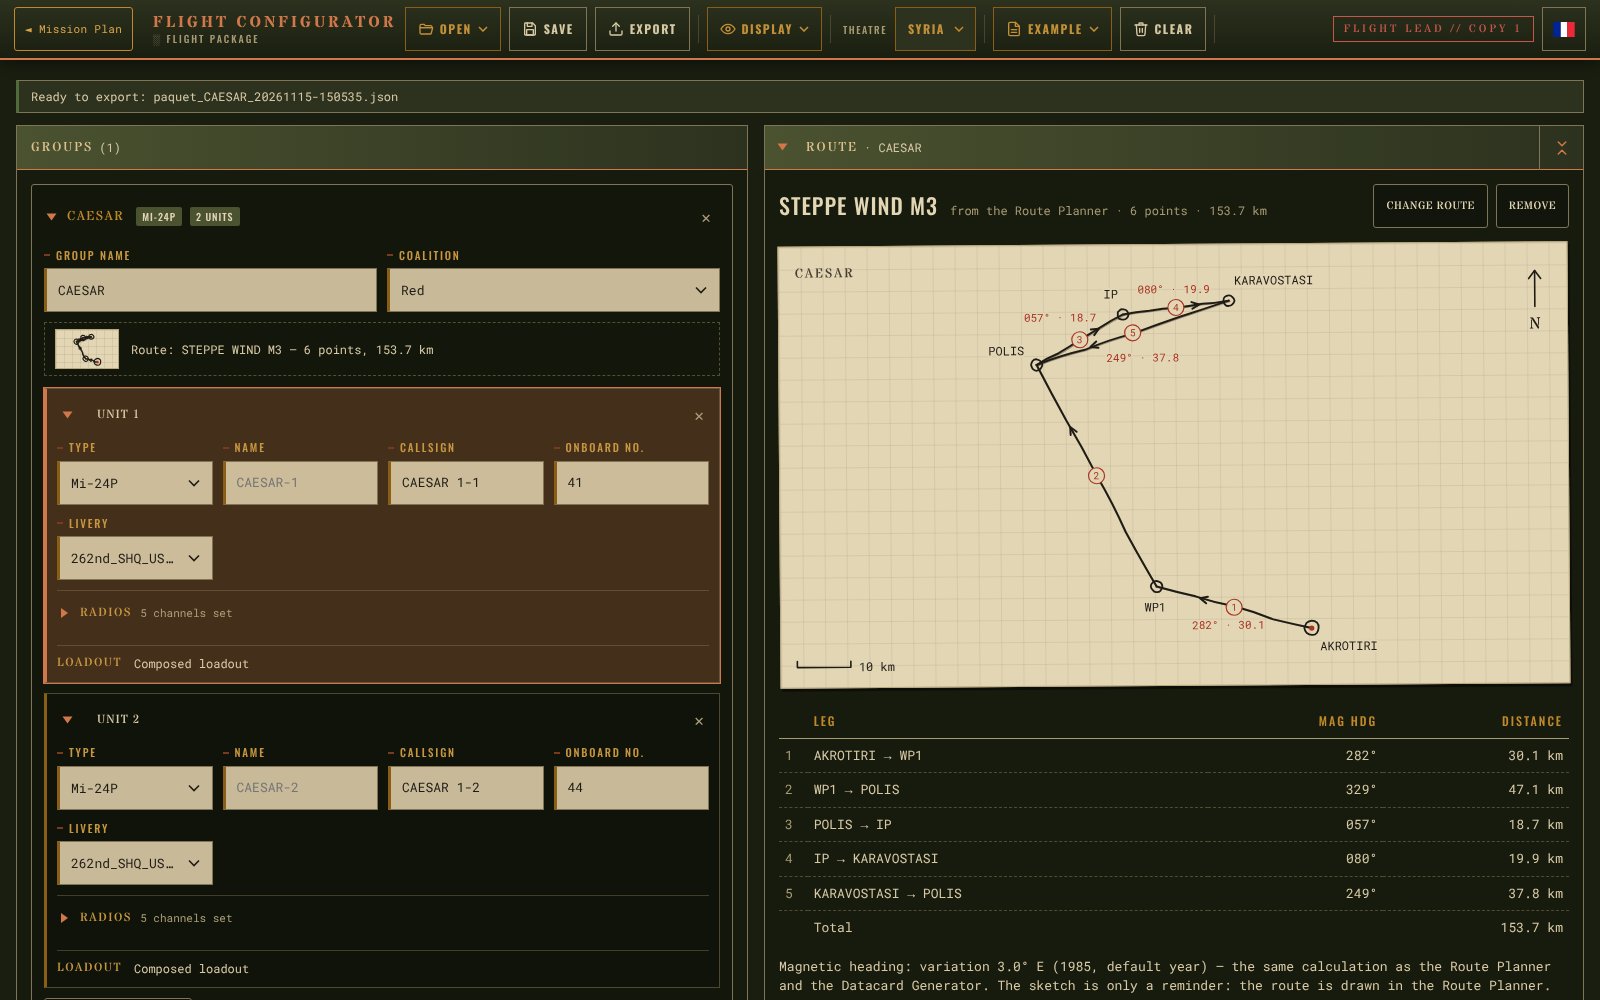 ◄ Mission Plan
FLIGHT CONFIGURATOR
FLIGHT PACKAGE
OPEN
SAVE
EXPORT
DISPLAY
THEATRE
SYRIA
EXAMPLE
CLEAR
FLIGHT LEAD // COPY 1
Ready to export: paquet_CAESAR_20261115-150535.json
GROUPS (1)
CAESAR
MI-24P
2 UNITS
×
GROUP NAME
COALITION
CAESAR
Red
Route: STEPPE WIND M3 — 6 points, 153.7 km
UNIT 1
×
TYPE
NAME
CALLSIGN
ONBOARD NO.
Mi-24P
CAESAR-1
CAESAR 1-1
41
LIVERY
262nd_SHQ_US…
RADIOS 5 channels set
LOADOUT Composed loadout
UNIT 2
×
TYPE
NAME
CALLSIGN
ONBOARD NO.
Mi-24P
CAESAR-2
CAESAR 1-2
44
LIVERY
262nd_SHQ_US…
RADIOS 5 channels set
LOADOUT Composed loadout
ROUTE · CAESAR
STEPPE WIND M3 from the Route Planner · 6 points · 153.7 km
CHANGE ROUTE
REMOVE
CAESAR
KARAVOSTASI
080° · 19.9
IP
4
N
057° · 18.7
5
3
249° · 37.8
POLIS
2
WP1
1
282° · 30.1
AKROTIRI
10 km
LEG MAG HDG DISTANCE
1 AKROTIRI → WP1 282° 30.1 km
2 WP1 → POLIS 329° 47.1 km
3 POLIS → IP 057° 18.7 km
4 IP → KARAVOSTASI 080° 19.9 km
5 KARAVOSTASI → POLIS 249° 37.8 km
Total 153.7 km
Magnetic heading: variation 3.0° E (1985, default year) — the same calculation as the Route Planner
and the Datacard Generator. The sketch is only a reminder: the route is drawn in the Route Planner.